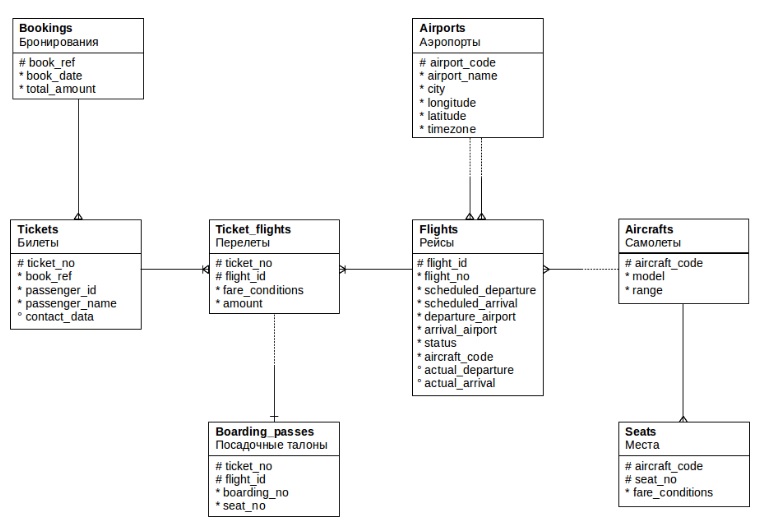 Bookings
Бронирования
# book_ref
* book_date
* total_amount
Airports
Аэропорты
# airport_code
* airport_name
* city
* longitude
* latitude
* timezone
Tickets
Билеты
# ticket_no
* book_ref
* passenger_id
* passenger_name
° contact_data
Ticket_flights
Перелеты
# ticket_no
# flight_id
* fare_conditions
* amount
Flights
Рейсы
# flight_id
* flight_no
* scheduled_departure
* scheduled_arrival
* departure_airport
* arrival_airport
* status
* aircraft_code
° actual_departure
° actual_arrival
Aircrafts
Самолеты
# aircraft_code
* model
* range
Boarding_passes
Посадочные талоны
# ticket_no
# flight_id
* boarding_no
* seat_no
Seats
Места
# aircraft_code
# seat_no
* fare_conditions